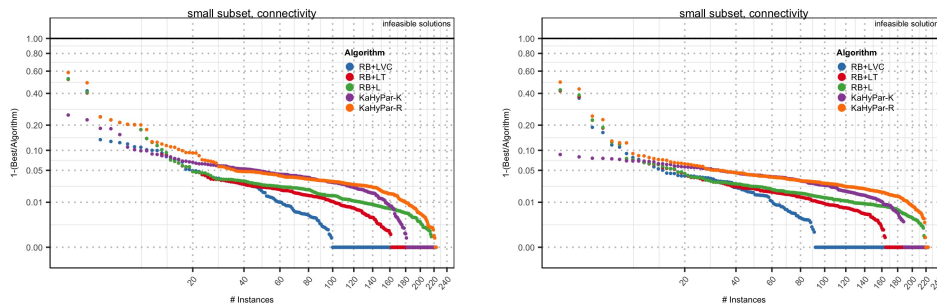 small subset, connectivity
infeasible solutions
1.00
0.80
0.60
0.40
0.20
0.10
0.05
0.01
0.00
1-(Best/Algorithm)
Algorithm
RB+LVC
RB+LT
RB+L
KaHyPar-K
KaHyPar-R
20
40
60
80
100
120
140
160
180
200
220
240
# Instances
small subset, connectivity
infeasible solutions
1.00
0.80
0.60
0.40
0.20
0.10
0.05
0.01
0.00
1-(Best/Algorithm)
Algorithm
RB+LVC
RB+LT
RB+L
KaHyPar-K
KaHyPar-R
20
40
60
80
100
120
140
160
180
200
220
240
# Instances